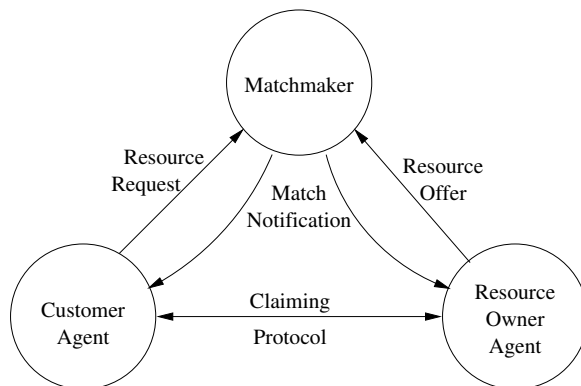 Matchmaker
Resource
Request
Resource
Offer
Match
Notification
Customer
Agent
Claiming
Protocol
Resource
Owner
Agent